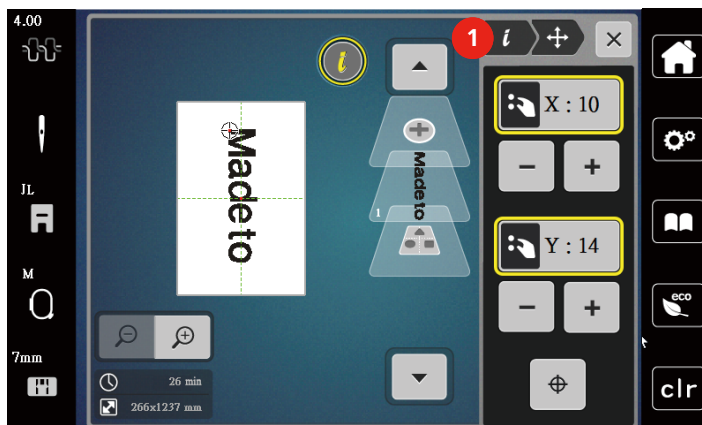 4.00
1
i
X : 10
i
Made to
Made to
1
JL
Y : 14
M
eco
26 min
7mm
266x1237 mm
clr